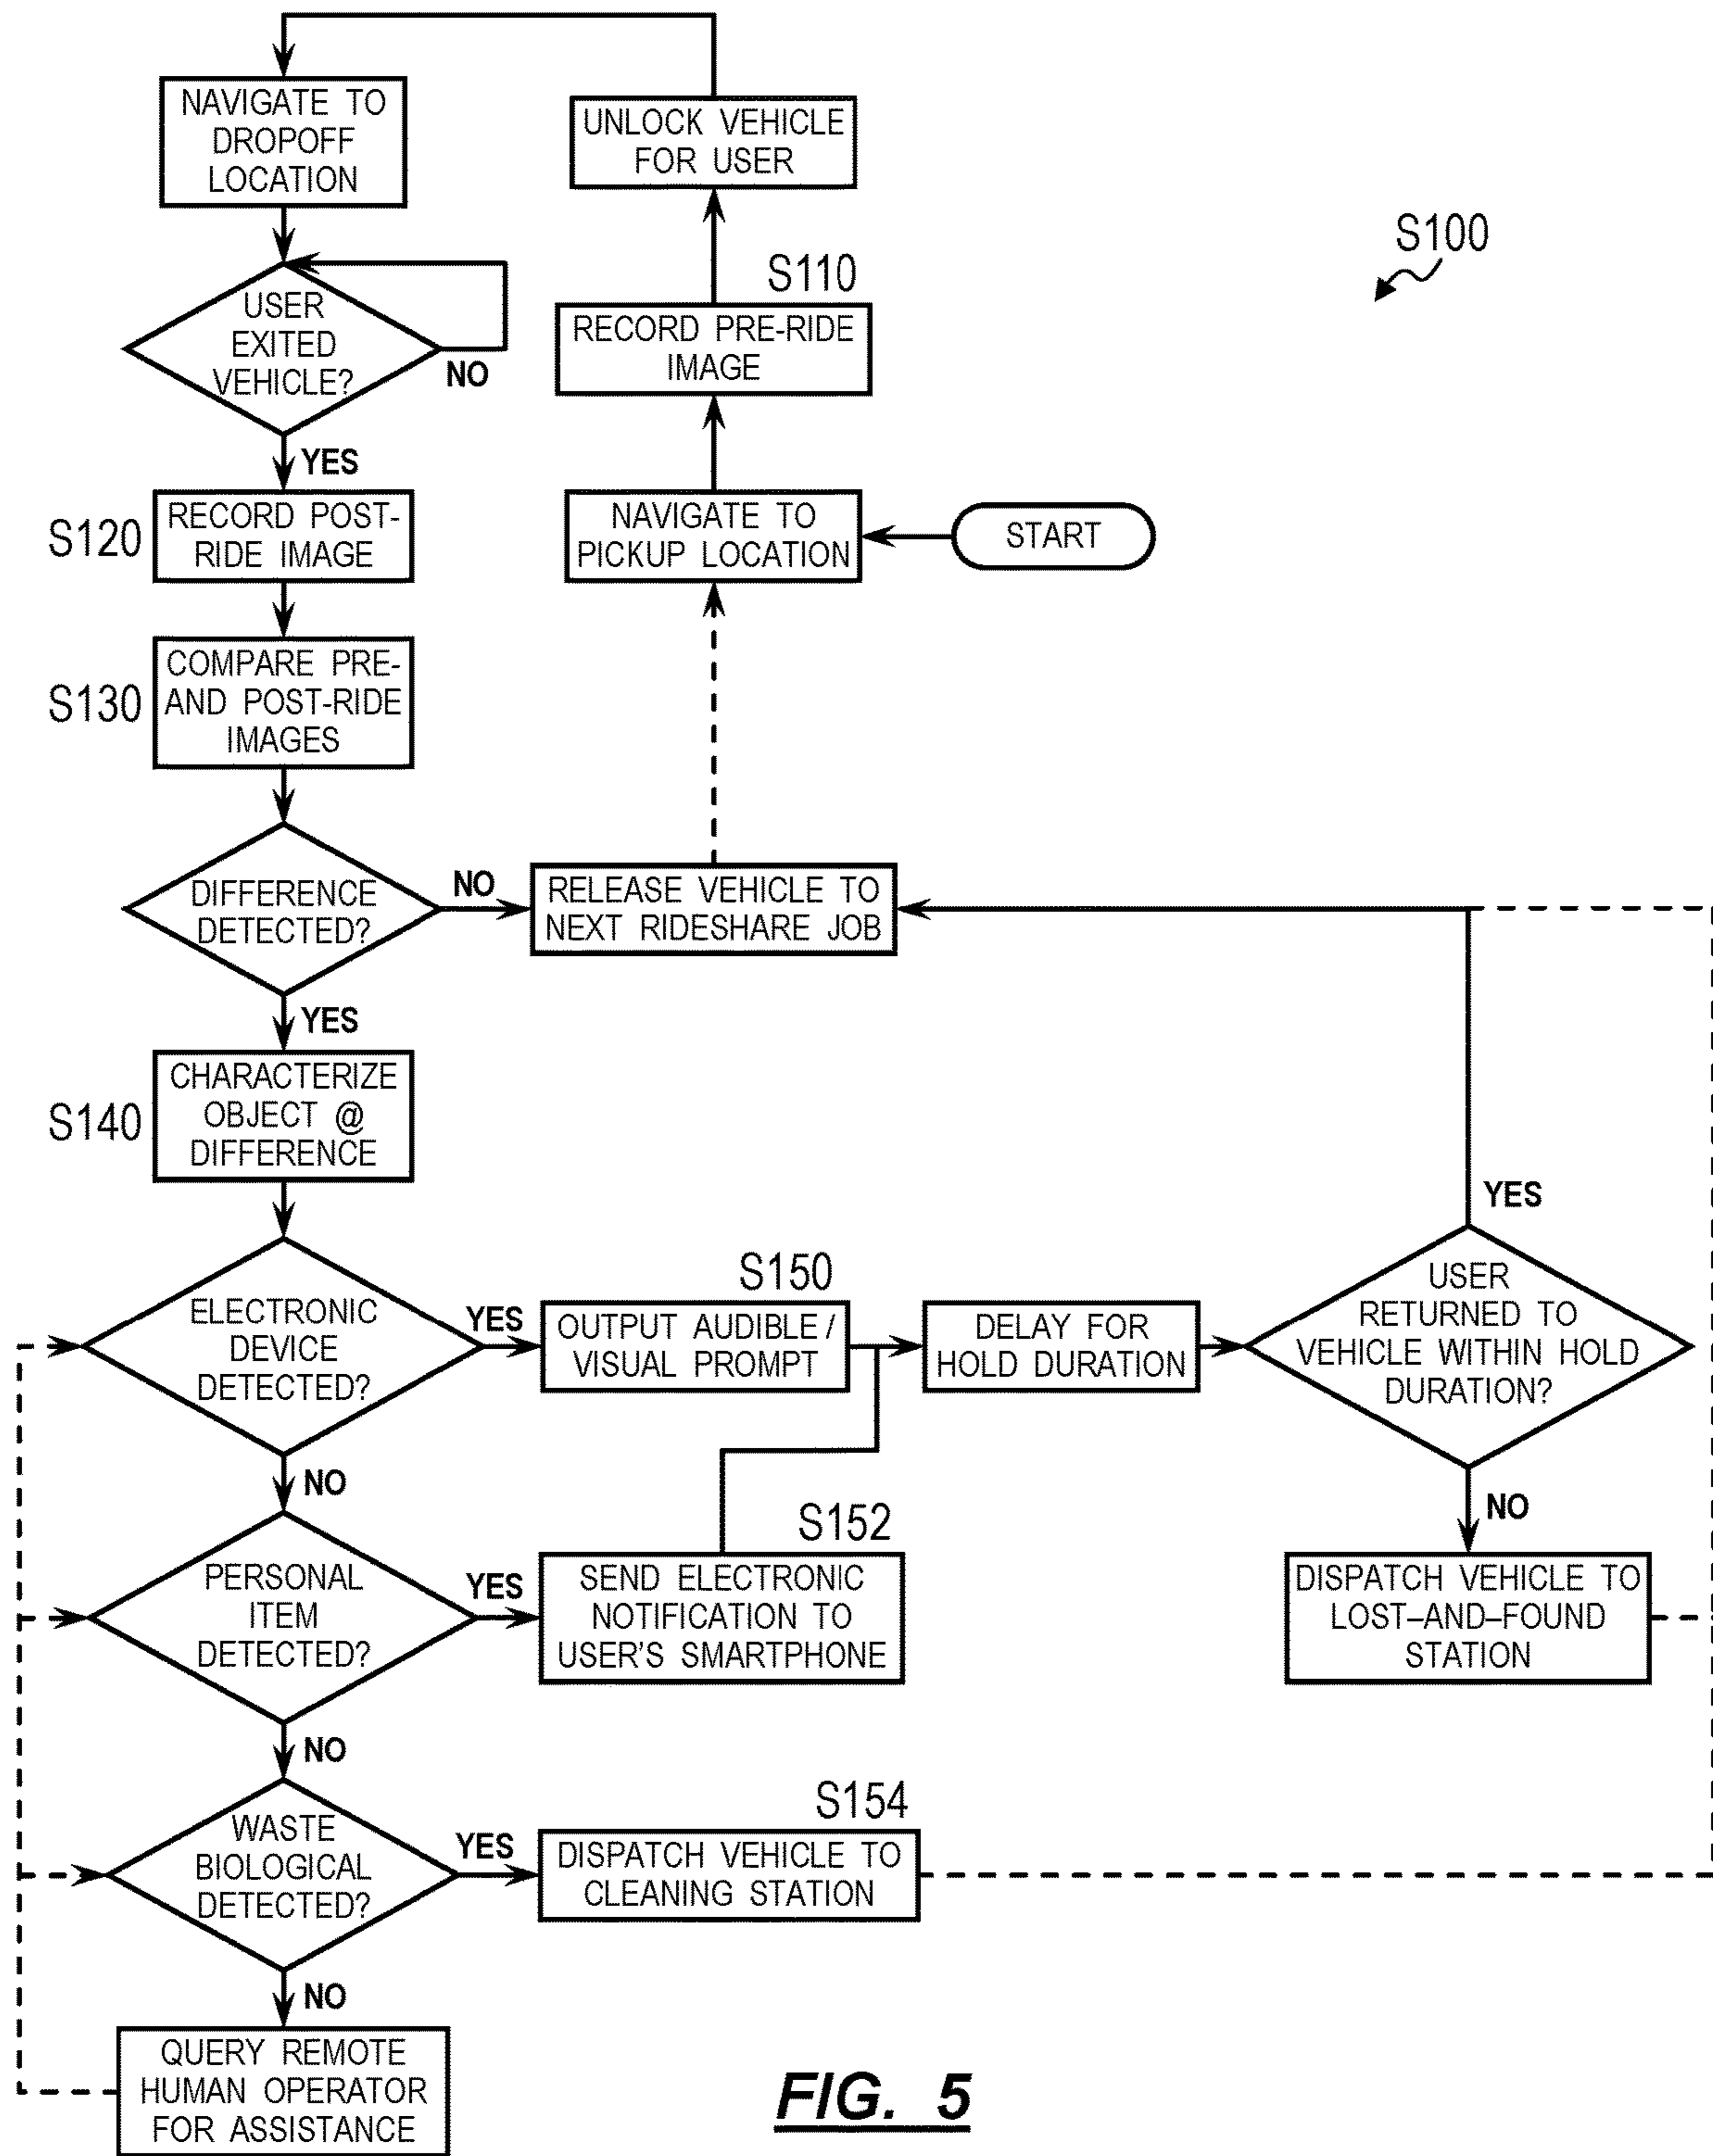 NAVIGATE TO
DROPOFF
LOCATION
UNLOCK VEHICLE
FOR USER
S100
S110
USER
EXITED
VEHICLE?
NO
RECORD PRE-RIDE
IMAGE
YES
S120
RECORD POST-
RIDE IMAGE
NAVIGATE TO
PICKUP LOCATION
START
S130
COMPARE PRE-
AND POST-RIDE
IMAGES
DIFFERENCE
DETECTED?
NO
RELEASE VEHICLE TO
NEXT RIDESHARE JOB
YES
S140
CHARACTERIZE
OBJECT @
DIFFERENCE
ELECTRONIC
DEVICE
DETECTED?
YES
S150
OUTPUT AUDIBLE /
VISUAL PROMPT
DELAY FOR
HOLD DURATION
YES
USER
RETURNED TO
VEHICLE WITHIN HOLD
DURATION?
NO
NO
PERSONAL
ITEM
DETECTED?
YES
S152
SEND ELECTRONIC
NOTIFICATION TO
USER'S SMARTPHONE
DISPATCH VEHICLE TO
LOST–AND–FOUND
STATION
NO
WASTE
BIOLOGICAL
DETECTED?
YES
S154
DISPATCH VEHICLE TO
CLEANING STATION
NO
QUERY REMOTE
HUMAN OPERATOR
FOR ASSISTANCE
FIG. 5